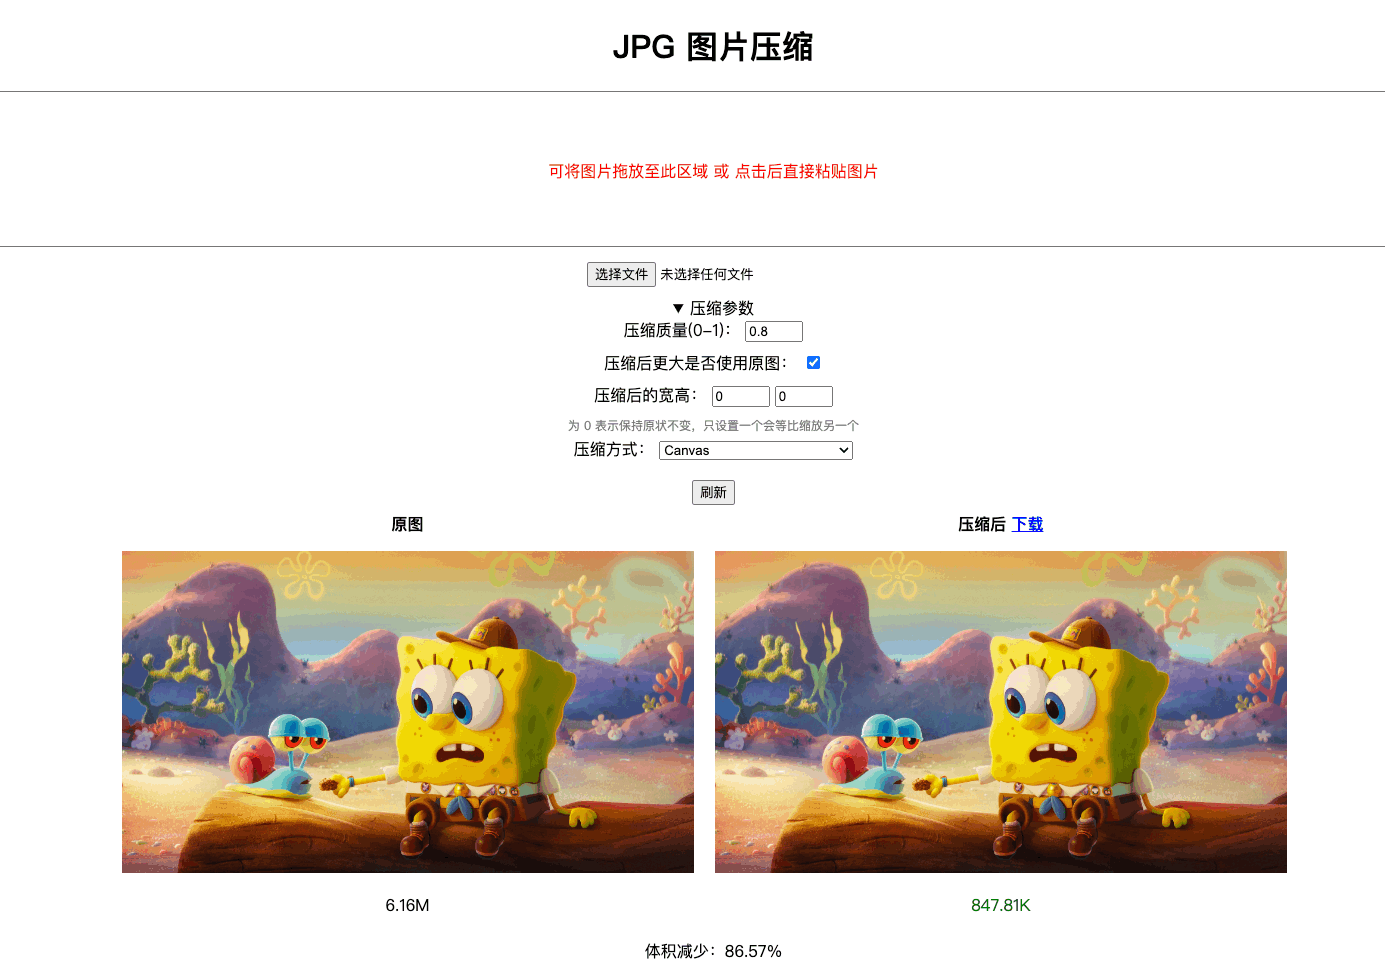 JPG 图片压缩
可将图片拖放至此区域 或 点击后直接粘贴图片
选择文件 未选择任何文件
▼ 压缩参数
压缩质量(0-1)： 0.8
压缩后更大是否使用原图：
压缩后的宽高： 0 0
为 0 表示保持原状不变，只设置一个会等比缩放另一个
压缩方式： Canvas
刷新
原图
压缩后 下载
6.16M
847.81K
体积减少：86.57%